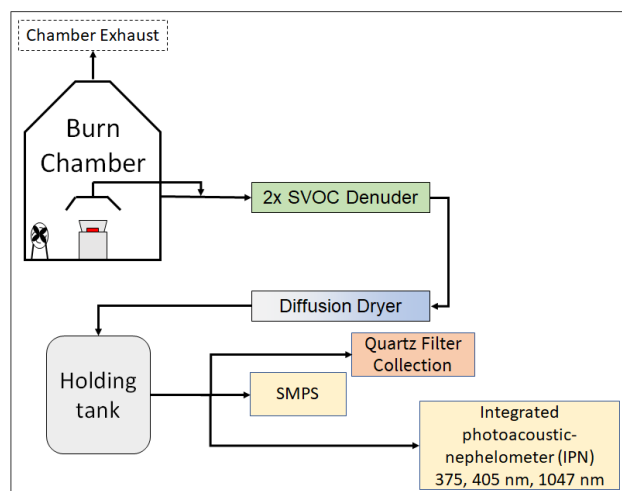 Chamber Exhaust
Burn
Chamber
2x SVOC Denuder
Diffusion Dryer
Holding
tank
Quartz Filter
Collection
SMPS
Integrated
photoacoustic-
nephelometer (IPN)
375, 405 nm, 1047 nm